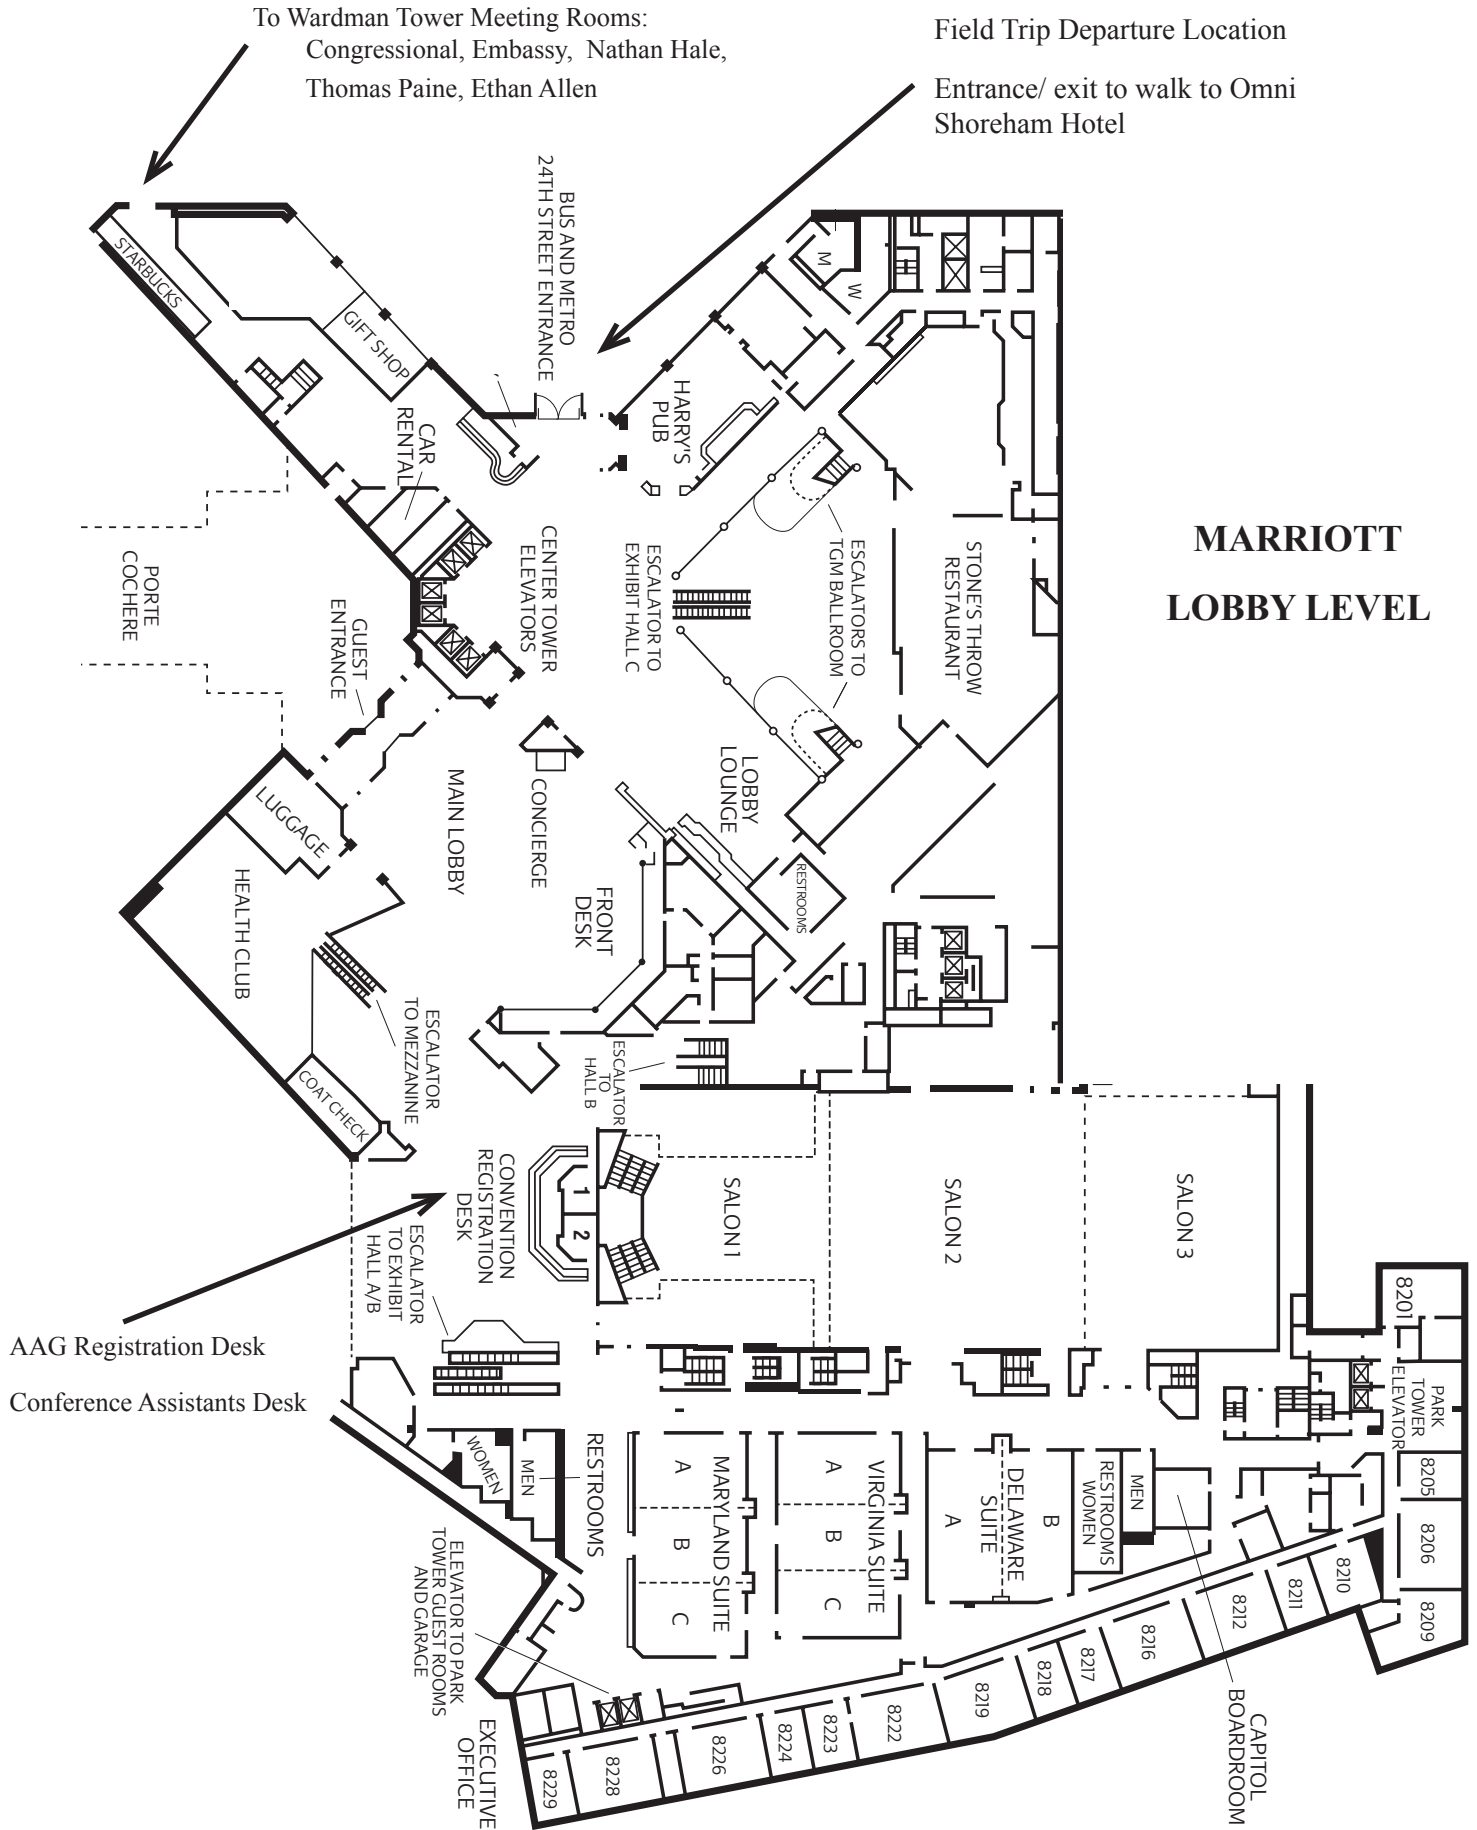 To Wardman Tower Meeting Rooms:
Congressional, Embassy, Nathan Hale,
Thomas Paine, Ethan Allen
Field Trip Departure Location
Entrance/ exit to walk to Omni
Shoreham Hotel
BUS AND METRO
24TH STREET ENTRANCE
STARBUCKS
GIFT SHOP
M
W
HARRY'S
PUB
CAR
RENTAL
MARRIOTT
LOBBY LEVEL
PORTE
COCHERE
GUEST
ENTRANCE
CENTER TOWER
ELEVATORS
ESCALATOR TO
EXHIBIT HALL C
ESCALATORS TO
TGM BALLROOM
STONE'S THROW
RESTAURANT
LUGGAGE
MAIN LOBBY
CONCIERGE
LOBBY
LOUNGE
RESTROOMS
HEALTH CLUB
FRONT
DESK
ESCALATOR
TO MEZZANINE
ESCALATOR
TO
HALL B
COAT CHECK
CONVENTION
REGISTRATION
DESK
1
2
SALON 1
SALON 2
SALON 3
ESCALATOR
TO EXHIBIT
HALL A/B
AAG Registration Desk
Conference Assistants Desk
8201
PARK
TOWER
ELEVATOR
WOMEN
MEN
RESTROOMS
MARYLAND SUITE
A
B
C
VIRGINIA SUITE
A
B
C
DELAWARE
SUITE
A
B
RESTROOMS
WOMEN
MEN
8205
8206
8209
8210
8211
8212
8216
8217
8218
8219
8222
8223
8224
8226
8228
8229
ELEVATOR TO PARK
TOWER GUEST ROOMS
AND GARAGE
EXECUTIVE
OFFICE
CAPITOL
BOARDROOM